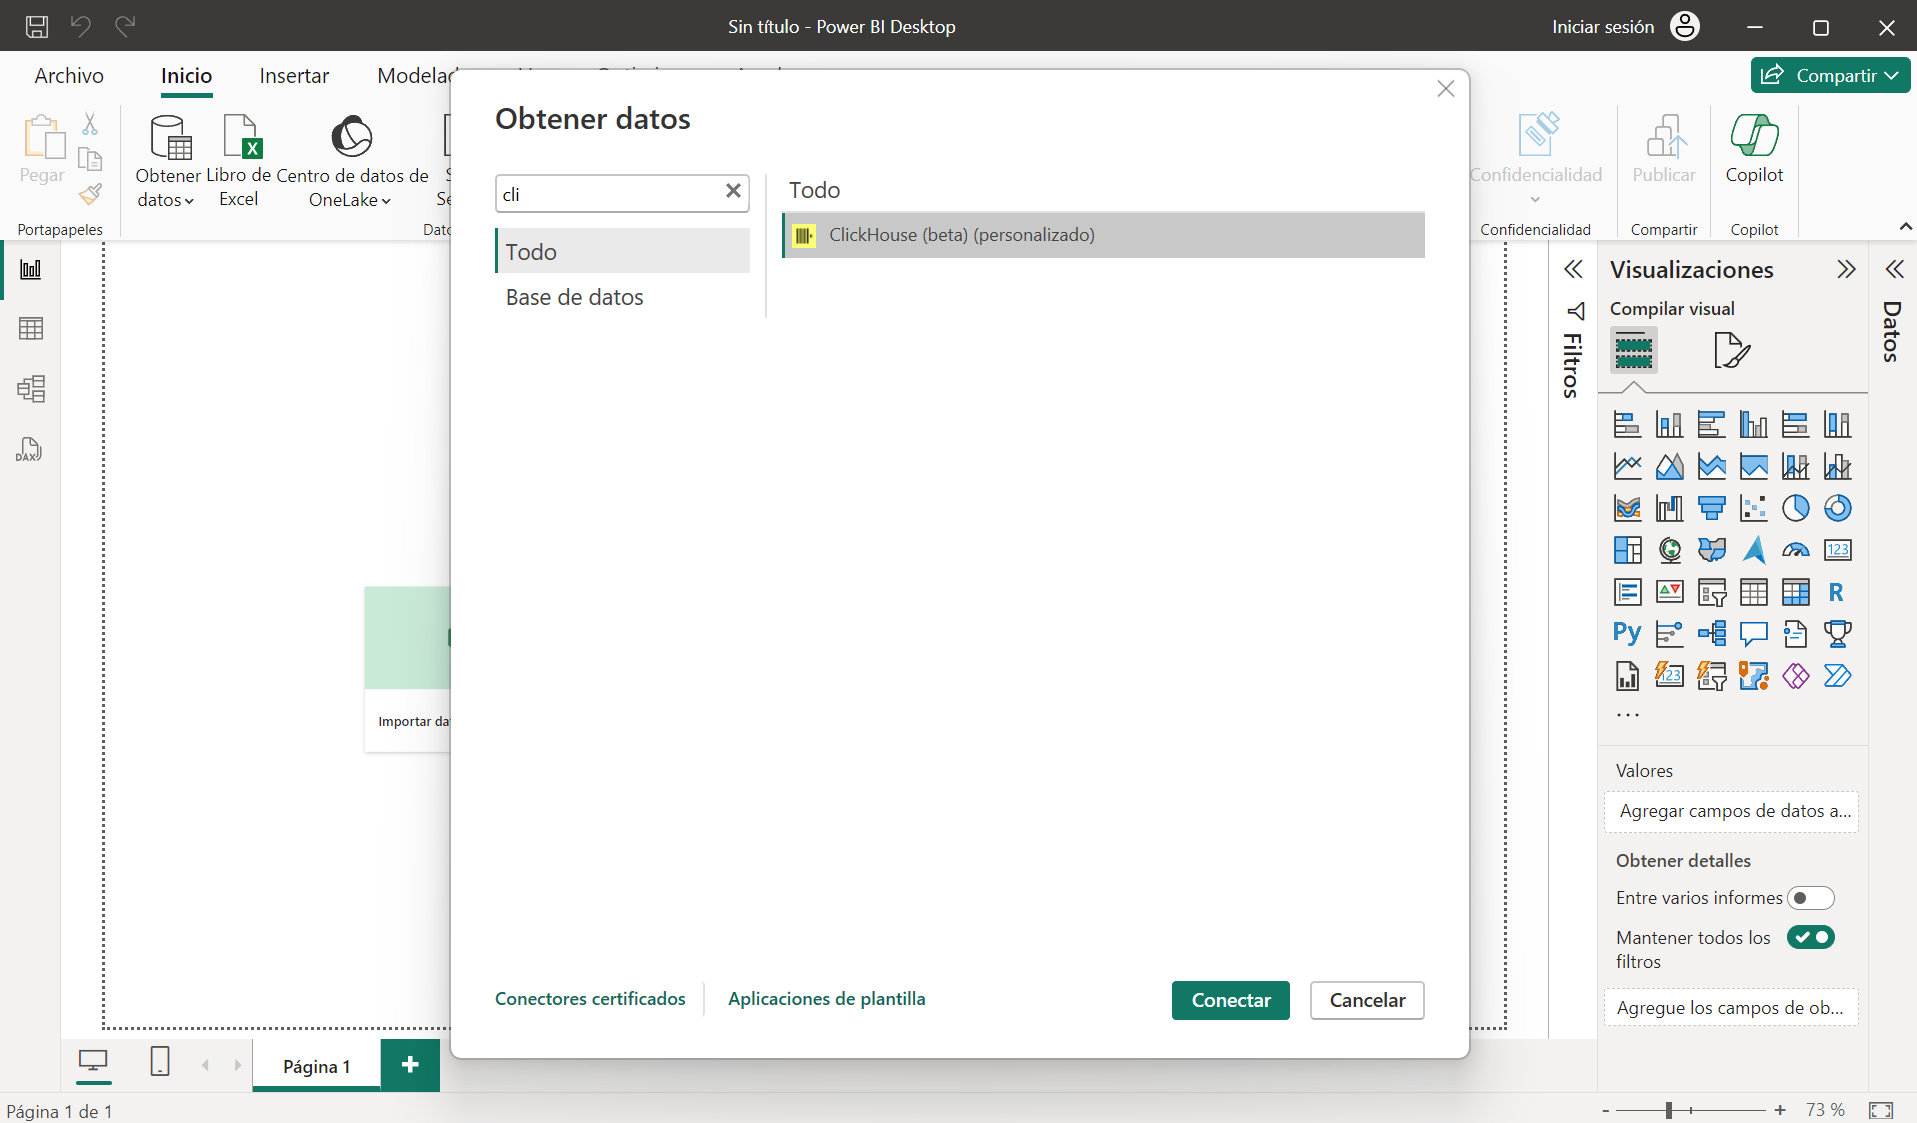 Sin título - Power BI Desktop
Iniciar sesión
Archivo
Inicio
Insertar
Compartir
Pegar
Portapapeles
Obtener
datos
Libro de
Excel
Centro de datos de
OneLake
Confidencialidad
Confidencialidad
Publicar
Compartir
Copilot
Copilot
Obtener datos
cli
Todo
Base de datos
Todo
ClickHouse (beta) (personalizado)
Conectores certificados
Aplicaciones de plantilla
Conectar
Cancelar
DAX
Importar
Filtros
Visualizaciones
Compilar visual
123
R
Py
123
...
Valores
Agregar campos de datos a...
Obtener detalles
Entre varios informes
Mantener todos los
filtros
Agregue los campos de ob...
Datos
Página 1
Página 1 de 1
- + 73 %